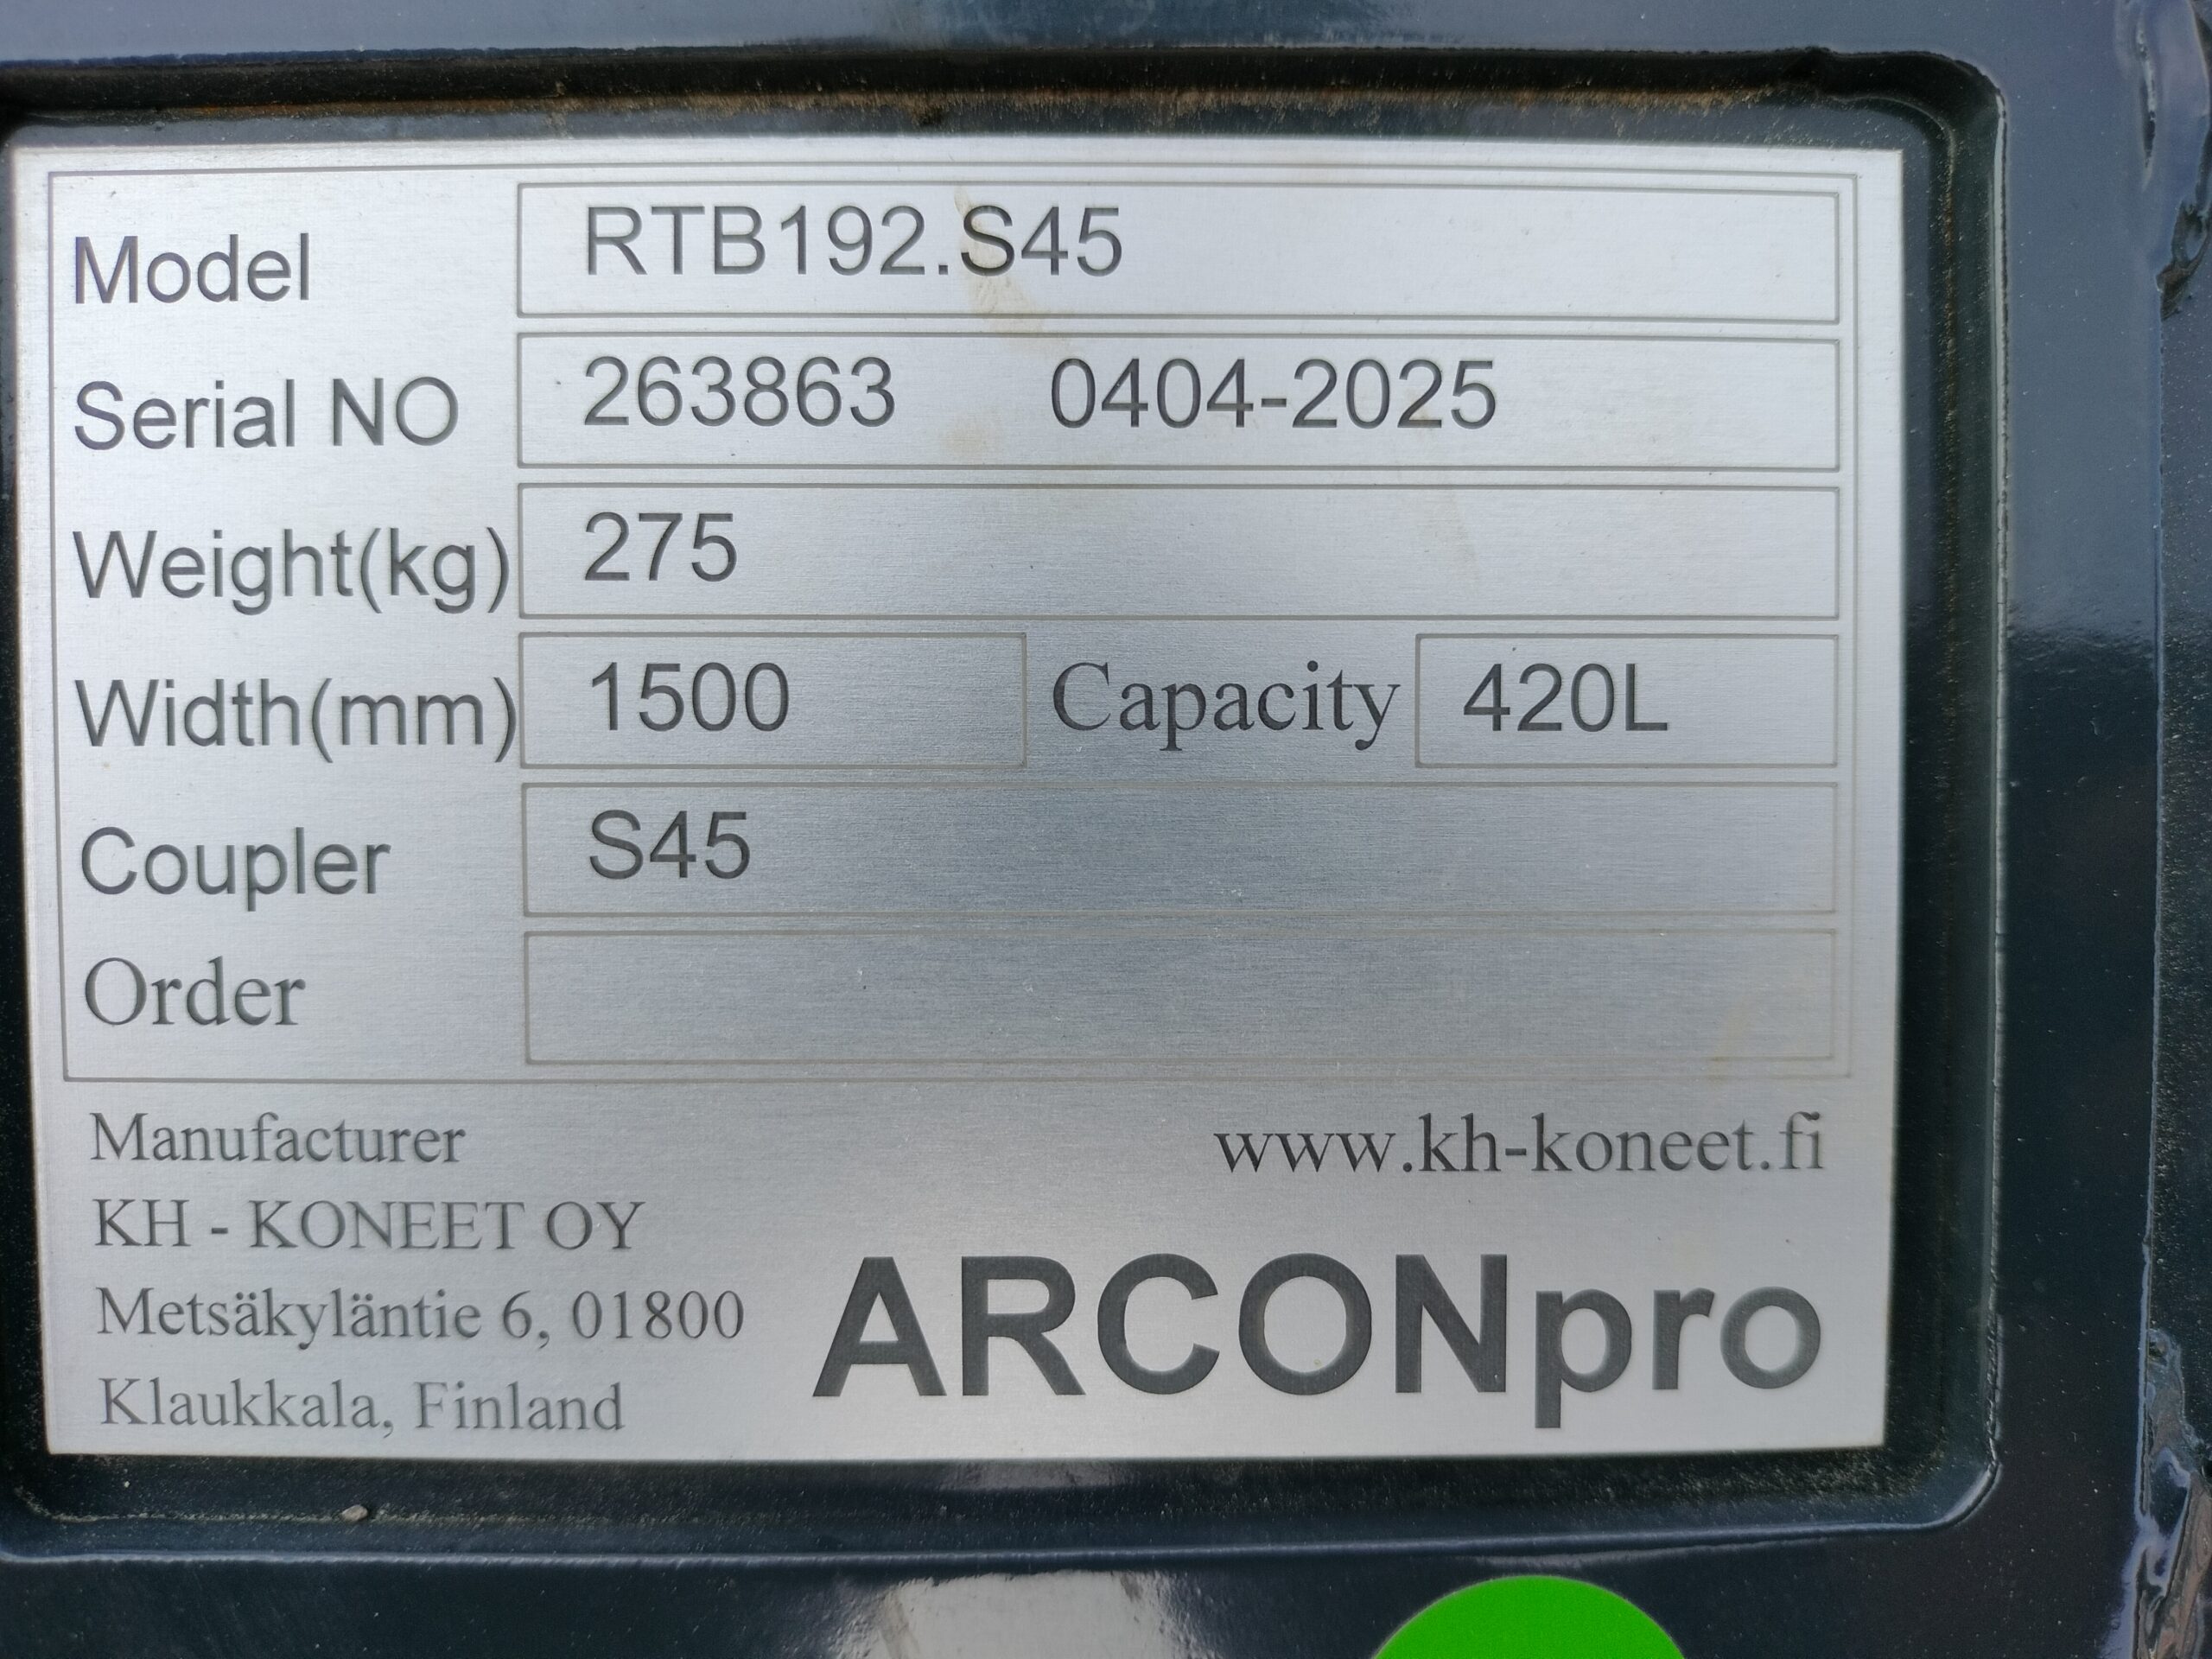 Model RTB192.S45
Serial NO 263863 0404-2025
Weight(kg) 275
Width(mm) 1500 Capacity 420L
Coupler S45
Order
Manufacturer www.kh-koneet.fi
KH - KONEET OY
Metsäkyläntie 6, 01800
Klaukkala, Finland
ARCONpro